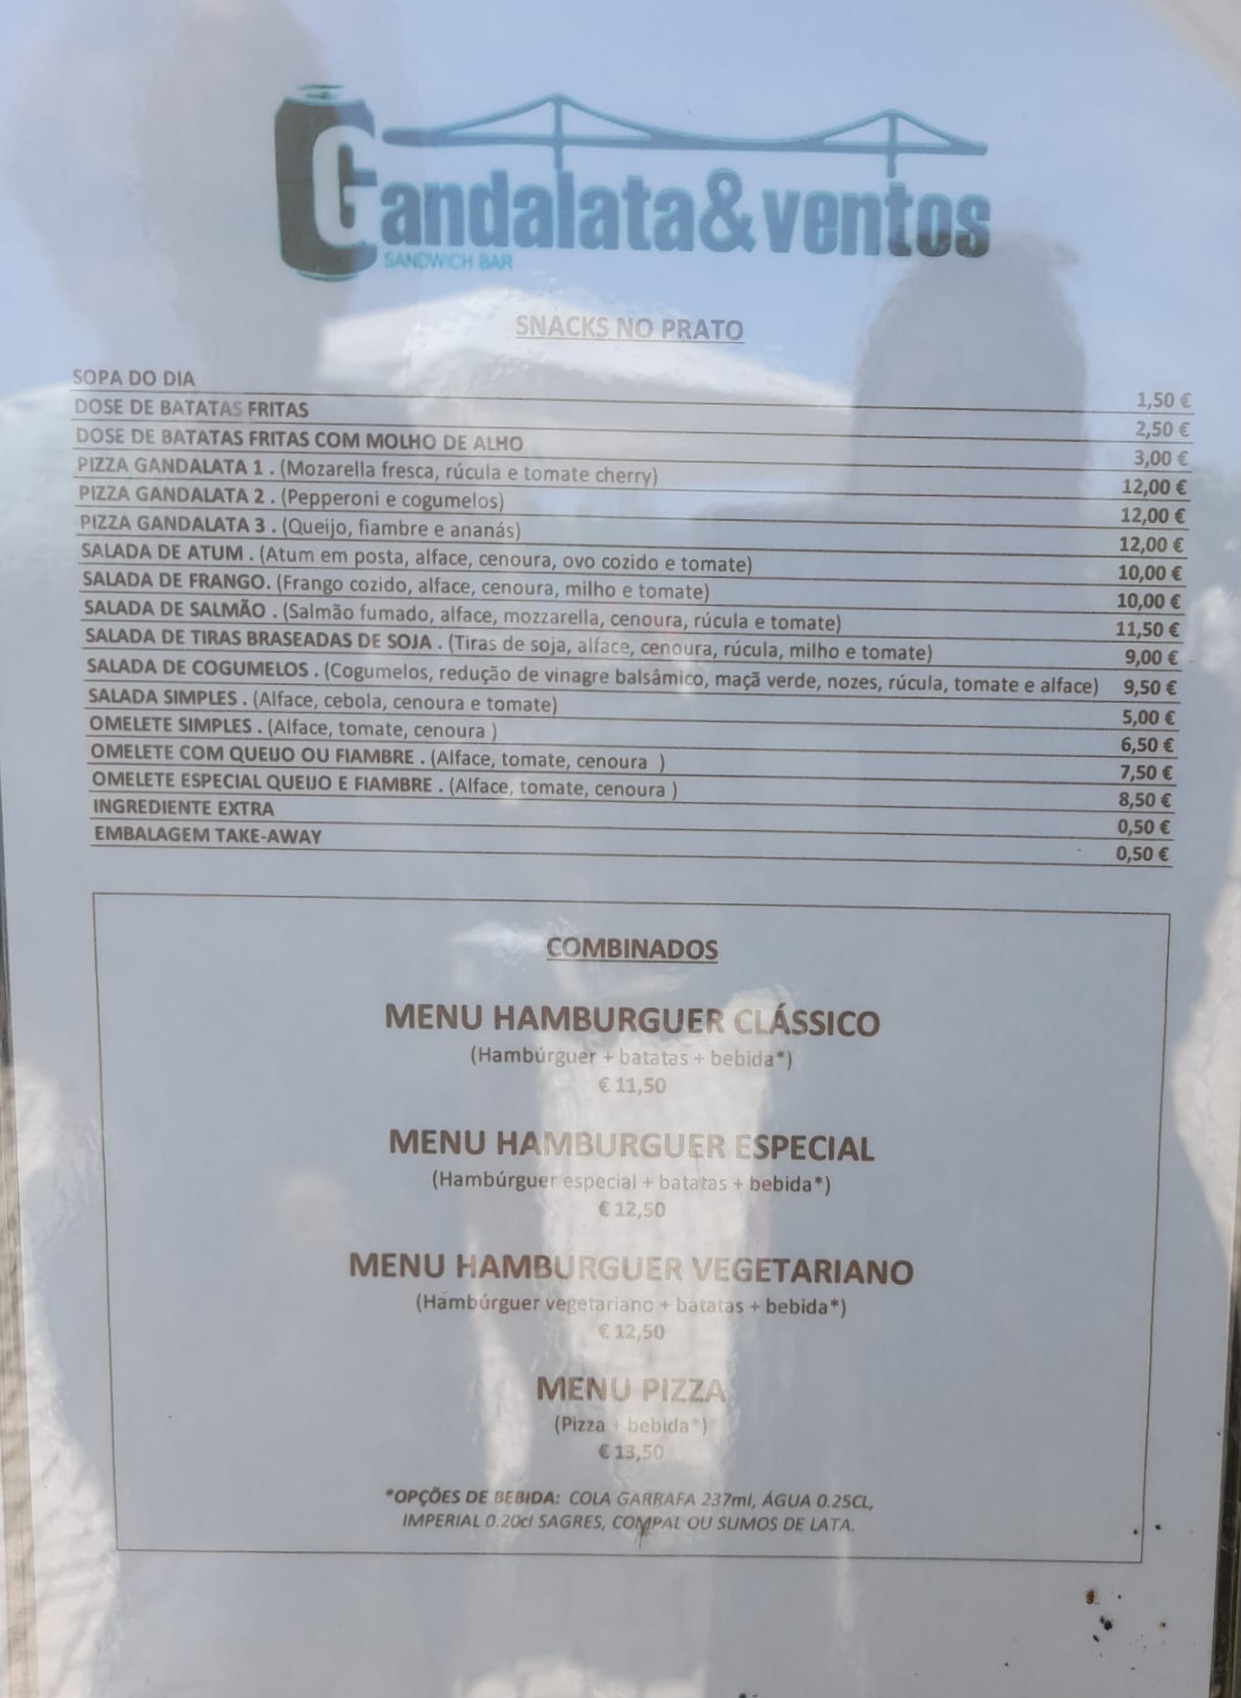 Gandalata&ventos
SANDWICH BAR
SNACKS NO PRATO
SOPA DO DIA 1,50 €
DOSE DE BATATAS FRITAS 2,50 €
DOSE DE BATATAS FRITAS COM MOLHO DE ALHO 3,00 €
PIZZA GANDALATA 1 . (Mozarella fresca, rúcula e tomate cherry) 12,00 €
PIZZA GANDALATA 2 . (Pepperoni e cogumelos) 12,00 €
PIZZA GANDALATA 3 . (Queijo, fiambre e ananás) 12,00 €
SALADA DE ATUM . (Atum em posta, alface, cenoura, ovo cozido e tomate) 10,00 €
SALADA DE FRANGO. (Frango cozido, alface, cenoura, milho e tomate) 10,00 €
SALADA DE SALMÃO . (Salmão fumado, alface, mozzarella, cenoura, rúcula e tomate) 11,50 €
SALADA DE TIRAS BRASEADAS DE SOJA . (Tiras de soja, alface, cenoura, rúcula, milho e tomate) 9,00 €
SALADA DE COGUMELOS . (Cogumelos, redução de vinagre balsâmico, maçã verde, nozes, rúcula, tomate e alface) 9,50 €
SALADA SIMPLES . (Alface, cebola, cenoura e tomate) 5,00 €
OMELETE SIMPLES . (Alface, tomate, cenoura ) 6,50 €
OMELETE COM QUEIJO OU FIAMBRE . (Alface, tomate, cenoura ) 7,50 €
OMELETE ESPECIAL QUEIJO E FIAMBRE . (Alface, tomate, cenoura ) 8,50 €
INGREDIENTE EXTRA 0,50 €
EMBALAGEM TAKE-AWAY 0,50 €
COMBINADOS
MENU HAMBURGUER CLÁSSICO
(Hambúrguer + batatas + bebida*)
€ 11,50
MENU HAMBURGUER ESPECIAL
(Hambúrguer especial + batatas + bebida*)
€ 12,50
MENU HAMBURGUER VEGETARIANO
(Hambúrguer vegetariano + batatas + bebida*)
€ 12,50
MENU PIZZA
(Pizza + bebida*)
€ 13,50
*OPÇÕES DE BEBIDA: COLA GARRAFA 237ml, ÁGUA 0.25CL,
IMPERIAL 0.20cl SAGRES, COMPAL OU SUMOS DE LATA.